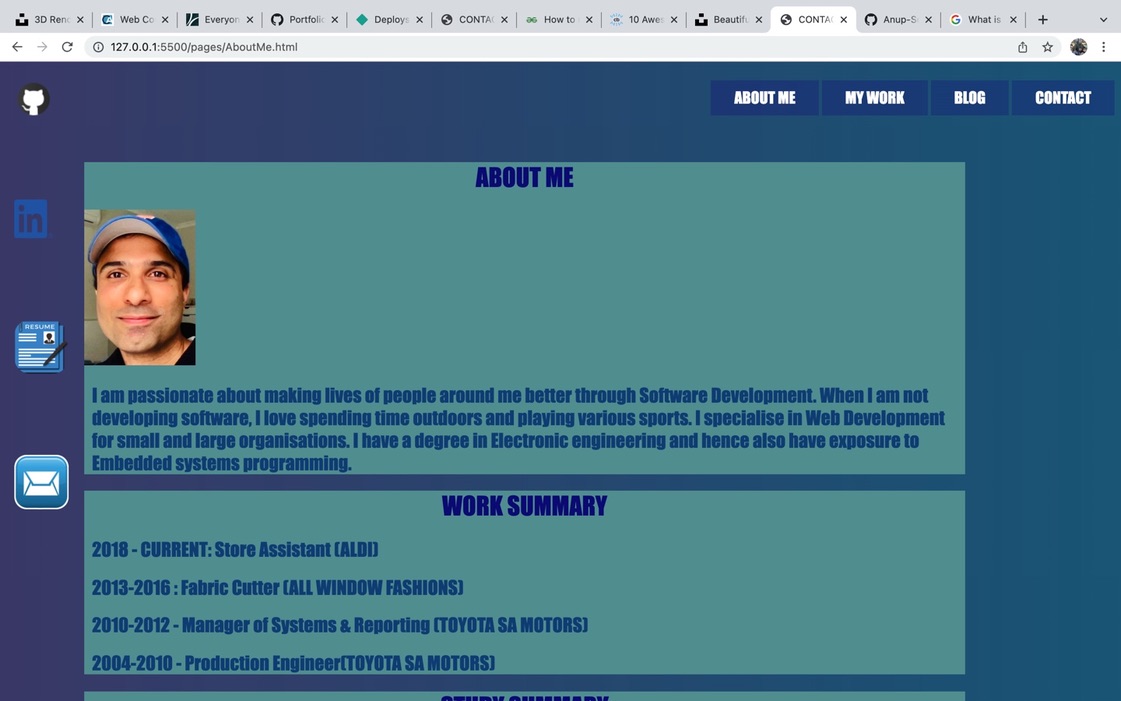 3D Rend
Web Co
Everyon
Portfolio
Deploys
CONTAC
How to
10 Awes
Beautifu
CONTA
Anup-S
What is
127.0.0.1:5500/pages/AboutMe.html
ABOUT ME
MY WORK
BLOG
CONTACT
in
RESUME
ABOUT ME
I am passionate about making lives of people around me better through Software Development. When I am not
developing software, I love spending time outdoors and playing various sports. I specialise in Web Development
for small and large organisations. I have a degree in Electronic engineering and hence also have exposure to
Embedded systems programming.
WORK SUMMARY
2018 - CURRENT: Store Assistant (ALDI)
2013-2016 : Fabric Cutter (ALL WINDOW FASHIONS)
2010-2012 - Manager of Systems & Reporting (TOYOTA SA MOTORS)
2004-2010 - Production Engineer(TOYOTA SA MOTORS)
STUDY SUMMARY